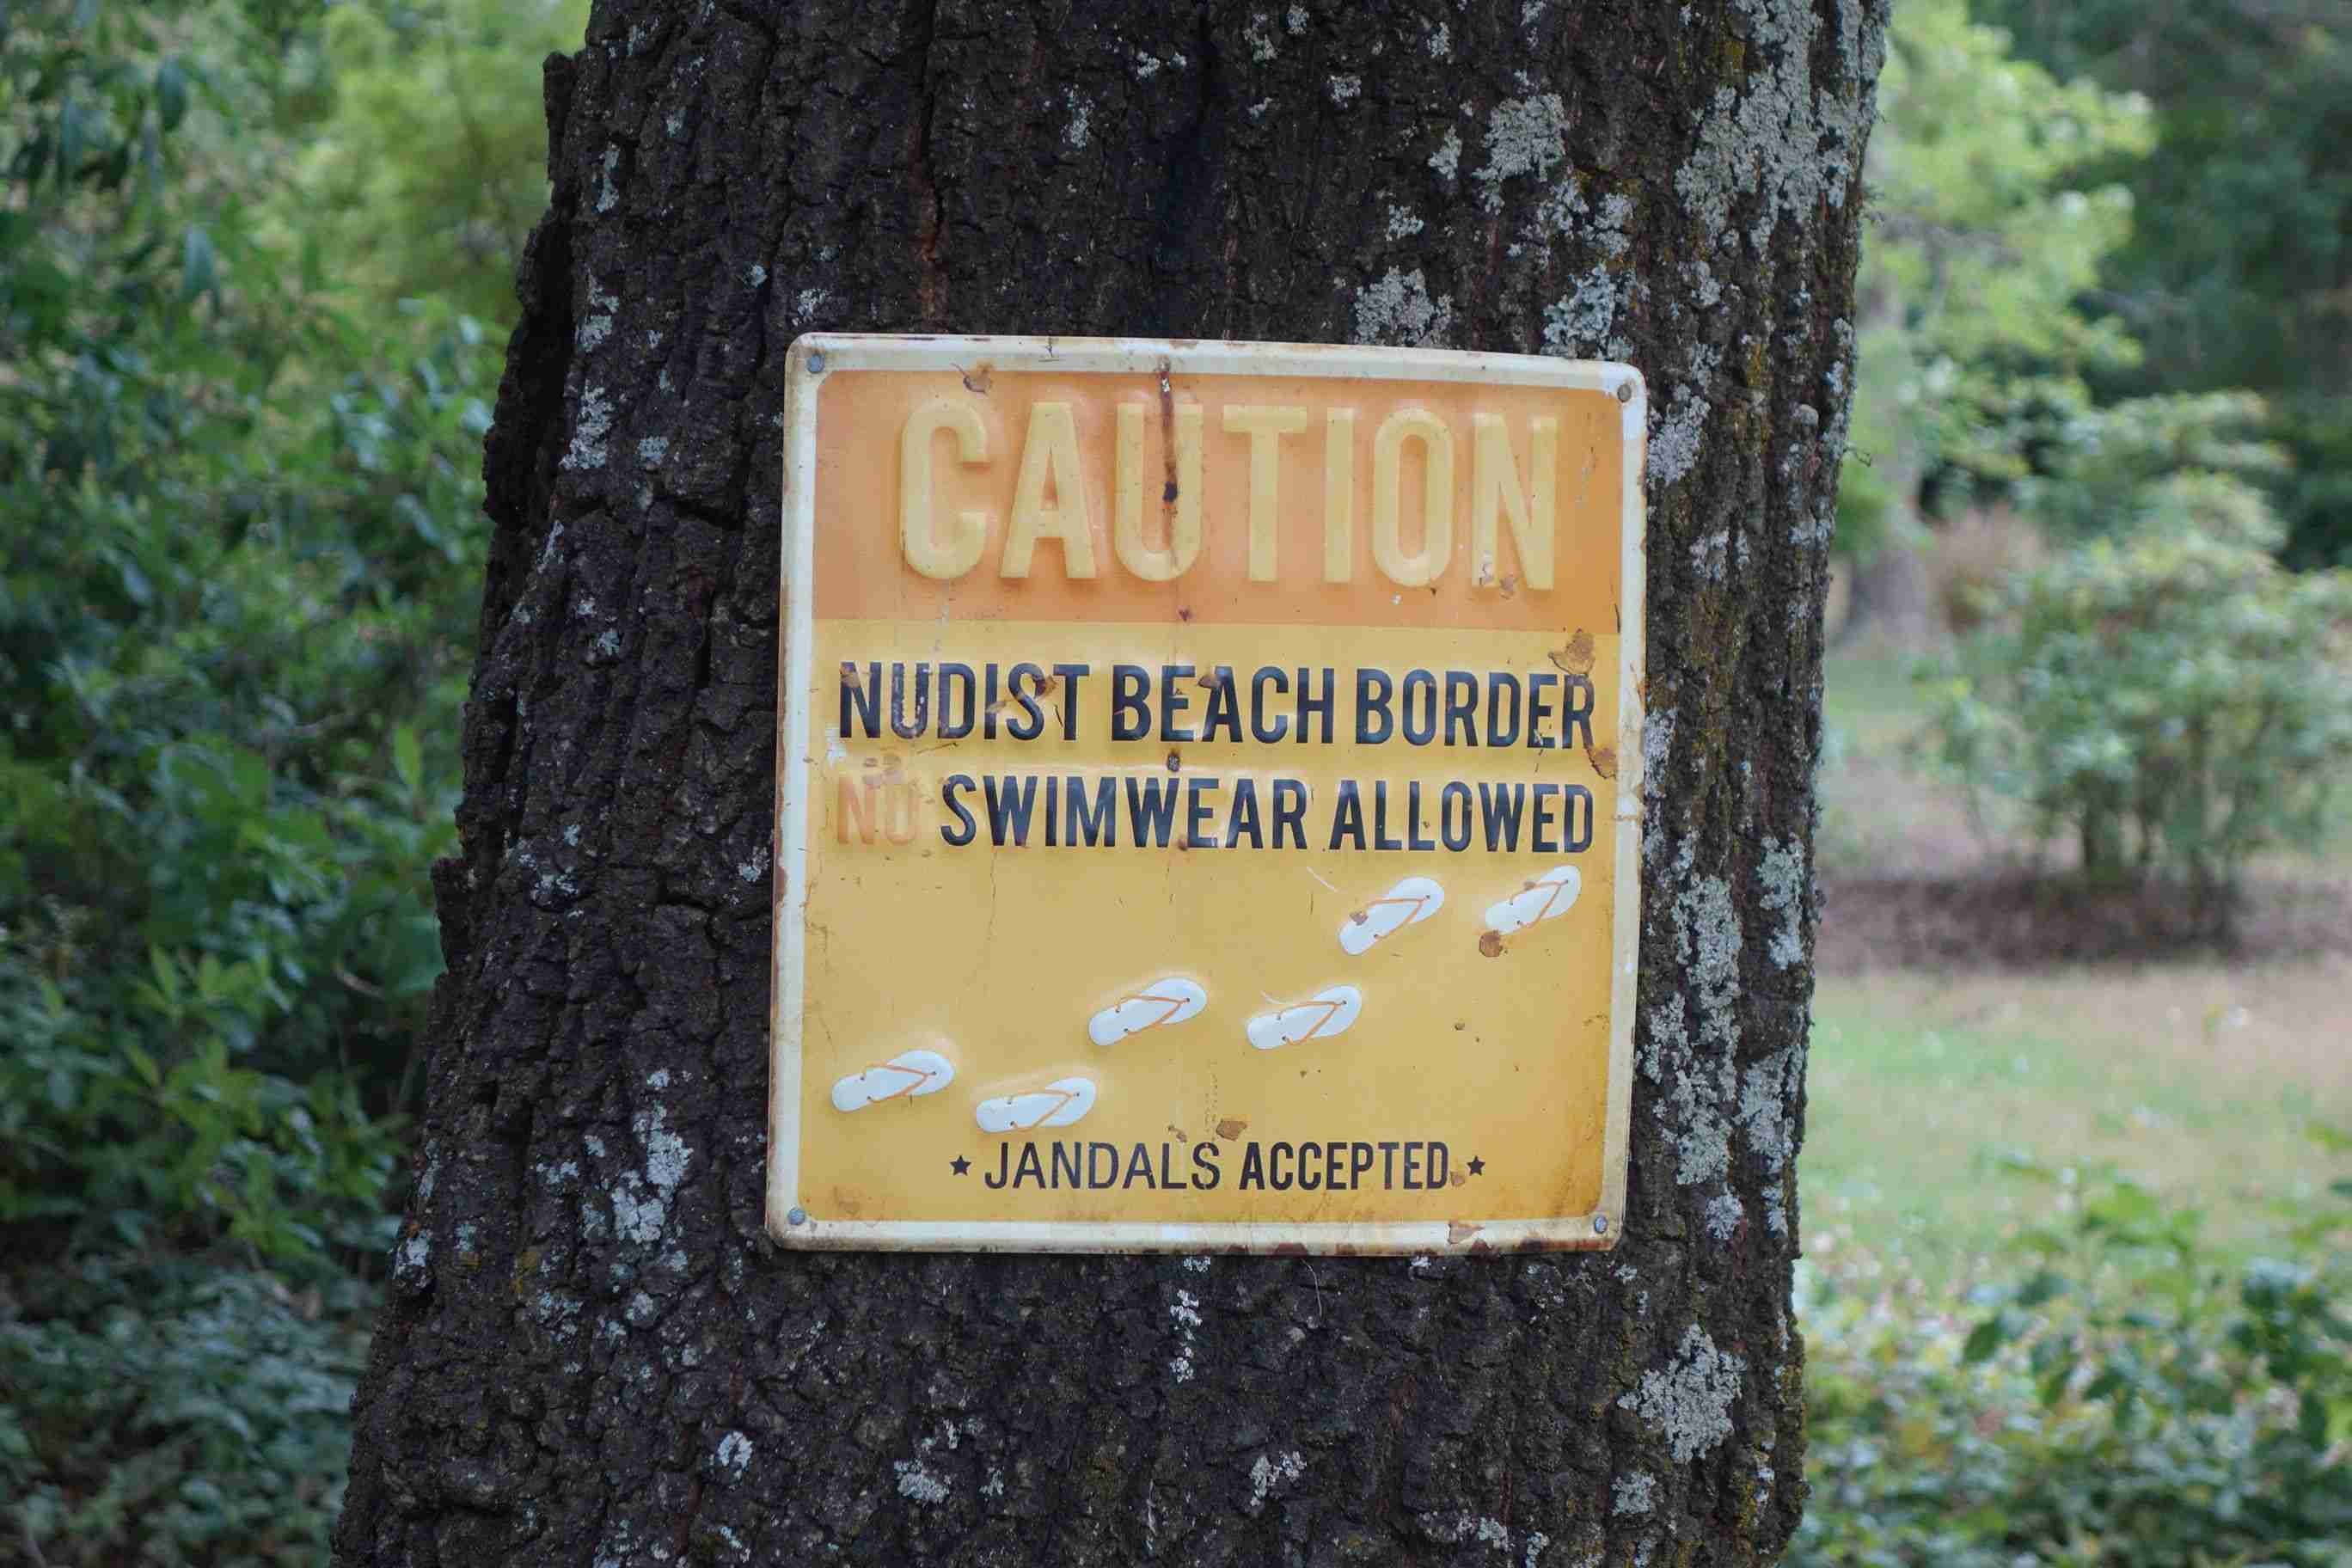 CAUTION
NUDIST BEACH BORDER
NO SWIMWEAR ALLOWED
★ JANDALS ACCEPTED ★